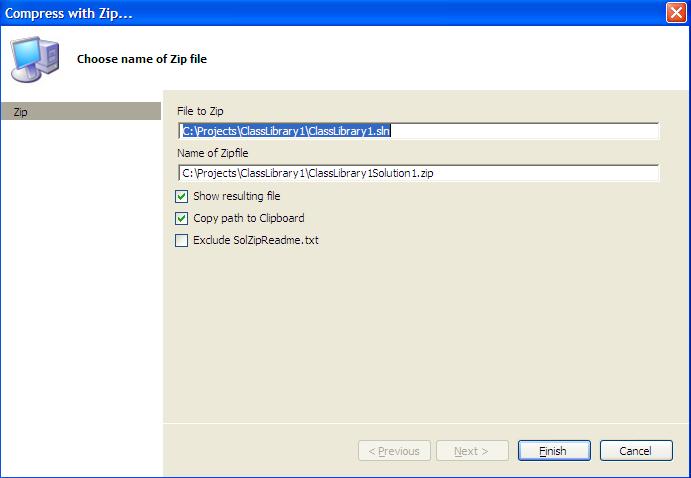 Compress with Zip...
Choose name of Zip file
Zip
File to Zip
C:\Projects\ClassLibrary1\ClassLibrary1.sln
Name of Zipfile
C:\Projects\ClassLibrary1\ClassLibrary1Solution1.zip
Show resulting file
Copy path to Clipboard
Exclude SolZipReadme.txt
< Previous Next > Finish Cancel